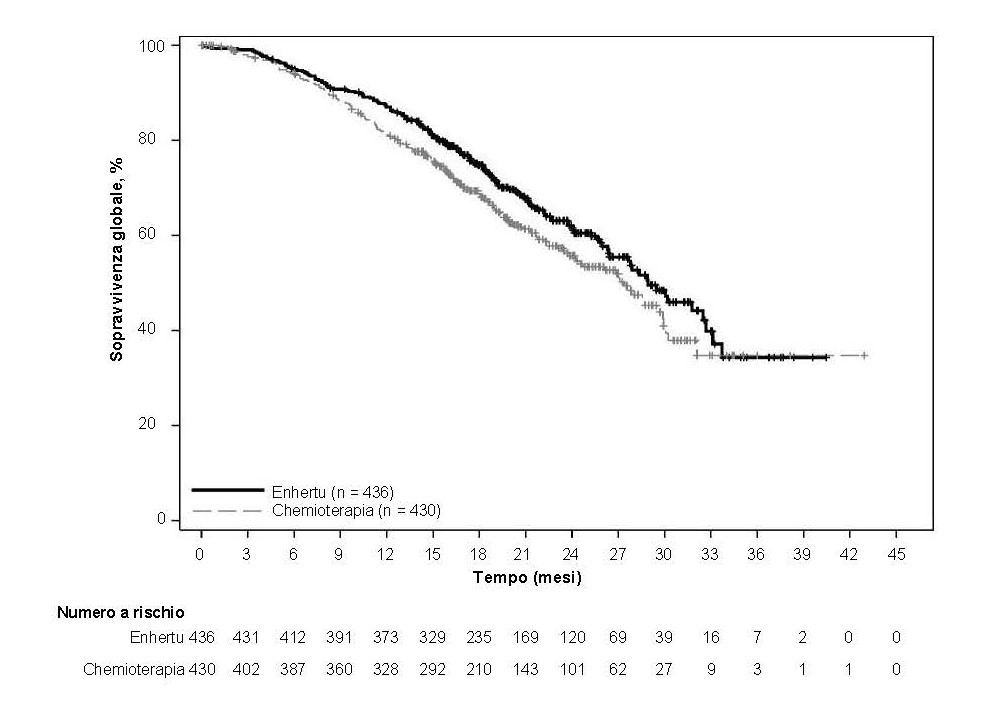 100
80
60
40
20
0
Sopravvivenza globale, %
Enhertu (n = 436)
Chemioterapia (n = 430)
0 3 6 9 12 15 18 21 24 27 30 33 36 39 42 45
Tempo (mesi)
Numero a rischio
Enhertu 436 431 412 391 373 329 235 169 120 69 39 16 7 2 0 0
Chemioterapia 430 402 387 360 328 292 210 143 101 62 27 9 3 1 1 0